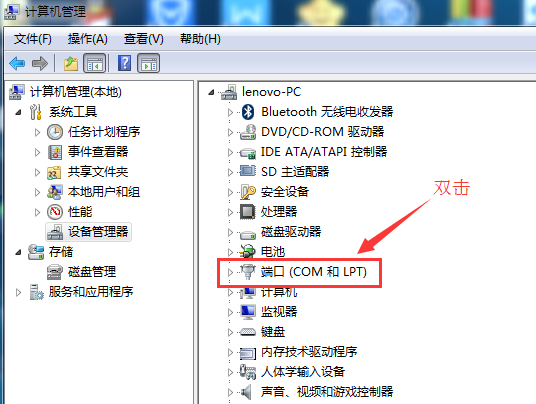 计算机管理
文件(F) 操作(A) 查看(V) 帮助(H)
计算机管理(本地)
系统工具
任务计划程序
事件查看器
共享文件夹
本地用户和组
性能
设备管理器
存储
磁盘管理
服务和应用程序
lenovo-PC
Bluetooth 无线电收发器
DVD/CD-ROM 驱动器
IDE ATA/ATAPI 控制器
SD 主适配器
安全设备
处理器
磁盘驱动器
电池
端口 (COM 和 LPT)
计算机
监视器
键盘
内存技术驱动程序
人体学输入设备
声音、视频和游戏控制器
双击